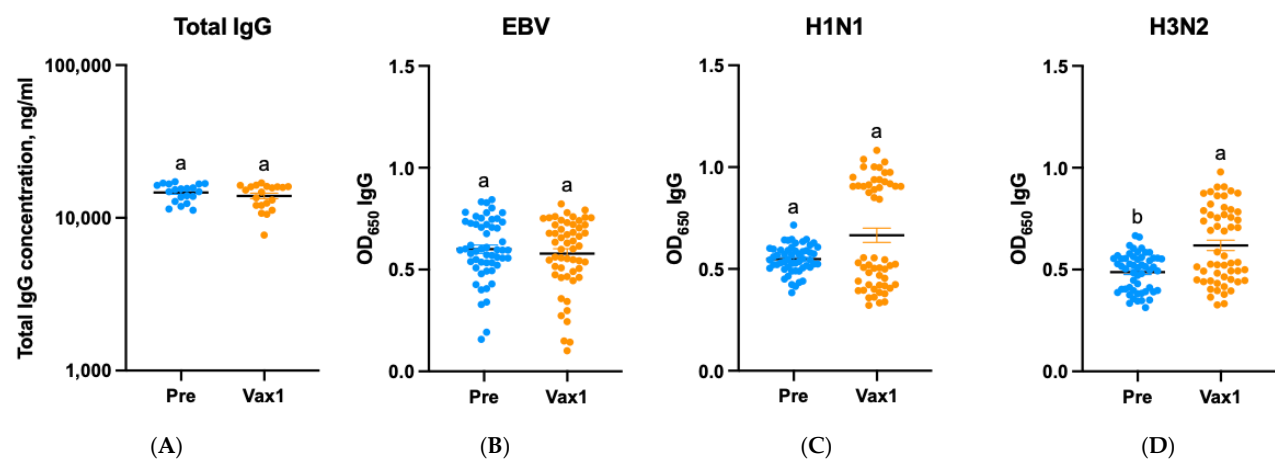 Total IgG
Total IgG concentration, ng/ml
100,000
10,000
1,000
a
a
Pre
Vax1
(A)
EBV
OD650 IgG
1.5
1.0
0.5
0.0
a
a
Pre
Vax1
(B)
H1N1
OD650 IgG
1.5
1.0
0.5
0.0
a
a
Pre
Vax1
(C)
H3N2
OD650 IgG
1.5
1.0
0.5
0.0
b
a
Pre
Vax1
(D)